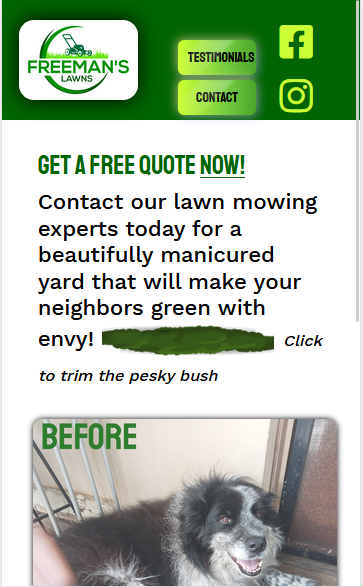 FREEMAN'S
LAWNS
TESTIMONIALS
CONTACT
GET A FREE QUOTE NOW!
Contact our lawn mowing
experts today for a
beautifully manicured
yard that will make your
neighbors green with
envy! Click
to trim the pesky bush
BEFORE